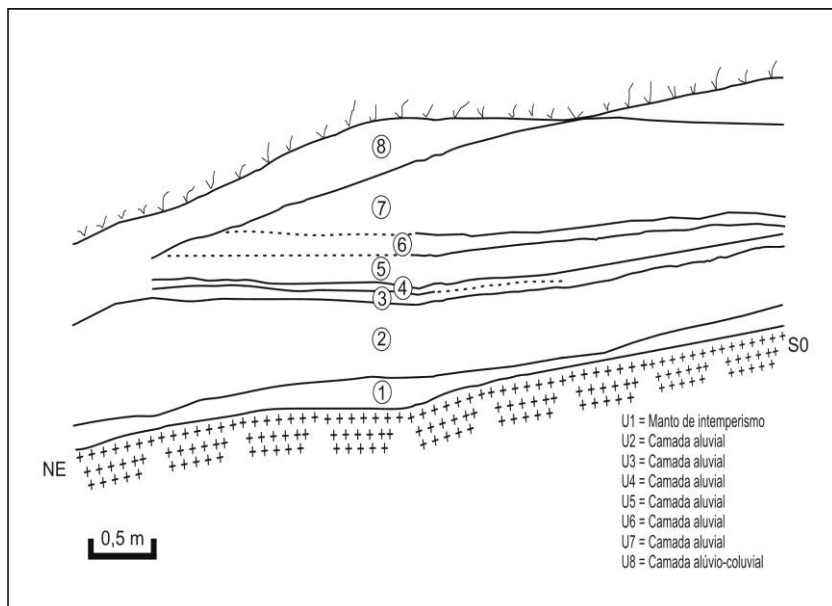 8
7
6
5
4
3
2
1
SO
NE
0,5 m
U1 = Manto de intemperismo
U2 = Camada aluvial
U3 = Camada aluvial
U4 = Camada aluvial
U5 = Camada aluvial
U6 = Camada aluvial
U7 = Camada aluvial
U8 = Camada alúvio-coluvial